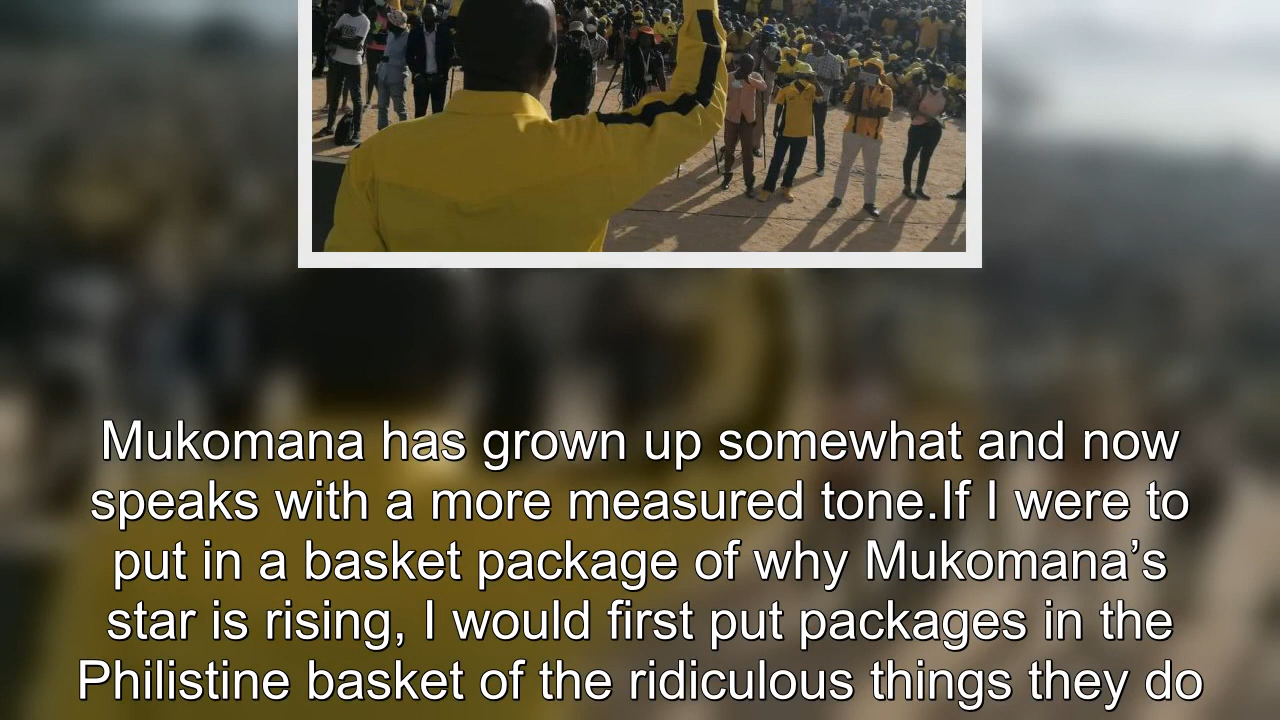 Mukomana has grown up somewhat and now
speaks with a more measured tone.If I were to
put in a basket package of why Mukomana’s
star is rising, I would first put packages in the
Philistine basket of the ridiculous things they do